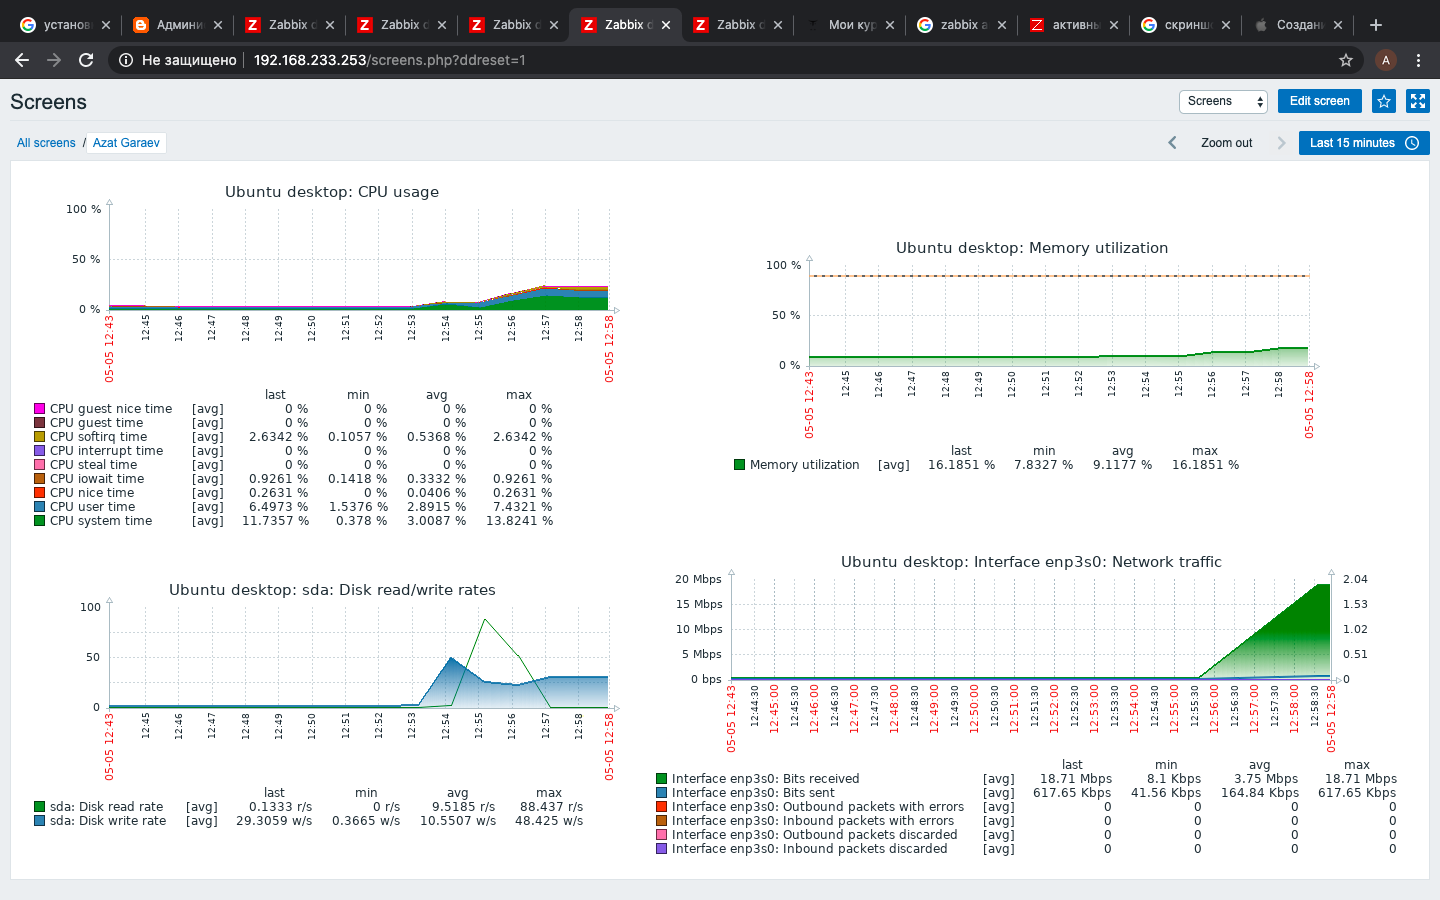 установ
Админи
Zabbix d
Zabbix d
Zabbix d
Zabbix d
Zabbix d
Мои кур
zabbix a
активны
скриншо
Создани
Не защищено 192.168.233.253/screens.php?ddreset=1
A
Screens
Screens
Edit screen
All screens / Azat Garaev
Zoom out
Last 15 minutes
Ubuntu desktop: CPU usage
100 %
50 %
0 %
05-05 12:43 12:45 12:46 12:47 12:48 12:49 12:50 12:51 12:52 12:53 12:54 12:55 12:56 12:57 12:58 05-05 12:58
last min avg max
CPU guest nice time [avg] 0 % 0 % 0 % 0 %
CPU guest time [avg] 0 % 0 % 0 % 0 %
CPU softirq time [avg] 2.6342 % 0.1057 % 0.5368 % 2.6342 %
CPU interrupt time [avg] 0 % 0 % 0 % 0 %
CPU steal time [avg] 0 % 0 % 0 % 0 %
CPU iowait time [avg] 0.9261 % 0.1418 % 0.3332 % 0.9261 %
CPU nice time [avg] 0.2631 % 0 % 0.0406 % 0.2631 %
CPU user time [avg] 6.4973 % 1.5376 % 2.8915 % 7.4321 %
CPU system time [avg] 11.7357 % 0.378 % 3.0087 % 13.8241 %
Ubuntu desktop: Memory utilization
100 %
50 %
0 %
05-05 12:43 12:45 12:46 12:47 12:48 12:49 12:50 12:51 12:52 12:53 12:54 12:55 12:56 12:57 12:58 05-05 12:58
last min avg max
Memory utilization [avg] 16.1851 % 7.8327 % 9.1177 % 16.1851 %
Ubuntu desktop: sda: Disk read/write rates
100
50
0
05-05 12:43 12:45 12:46 12:47 12:48 12:49 12:50 12:51 12:52 12:53 12:54 12:55 12:56 12:57 12:58 05-05 12:58
last min avg max
sda: Disk read rate [avg] 0.1333 r/s 0 r/s 9.5185 r/s 88.437 r/s
sda: Disk write rate [avg] 29.3059 w/s 0.3665 w/s 10.5507 w/s 48.425 w/s
Ubuntu desktop: Interface enp3s0: Network traffic
20 Mbps 2.04
15 Mbps 1.53
10 Mbps 1.02
5 Mbps 0.51
0 bps 0
05-05 12:43 12:44:30 12:45:00 12:45:30 12:46:00 12:46:30 12:47:00 12:47:30 12:48:00 12:48:30 12:49:00 12:49:30 12:50:00 12:50:30 12:51:00 12:51:30 12:52:00 12:52:30 12:53:00 12:53:30 12:54:00 12:54:30 12:55:00 12:55:30 12:56:00 12:56:30 12:57:00 12:57:30 12:58:00 12:58:30 05-05 12:58
last min avg max
Interface enp3s0: Bits received [avg] 18.71 Mbps 8.1 Kbps 3.75 Mbps 18.71 Mbps
Interface enp3s0: Bits sent [avg] 617.65 Kbps 41.56 Kbps 164.84 Kbps 617.65 Kbps
Interface enp3s0: Outbound packets with errors [avg] 0 0 0 0
Interface enp3s0: Inbound packets with errors [avg] 0 0 0 0
Interface enp3s0: Outbound packets discarded [avg] 0 0 0 0
Interface enp3s0: Inbound packets discarded [avg] 0 0 0 0